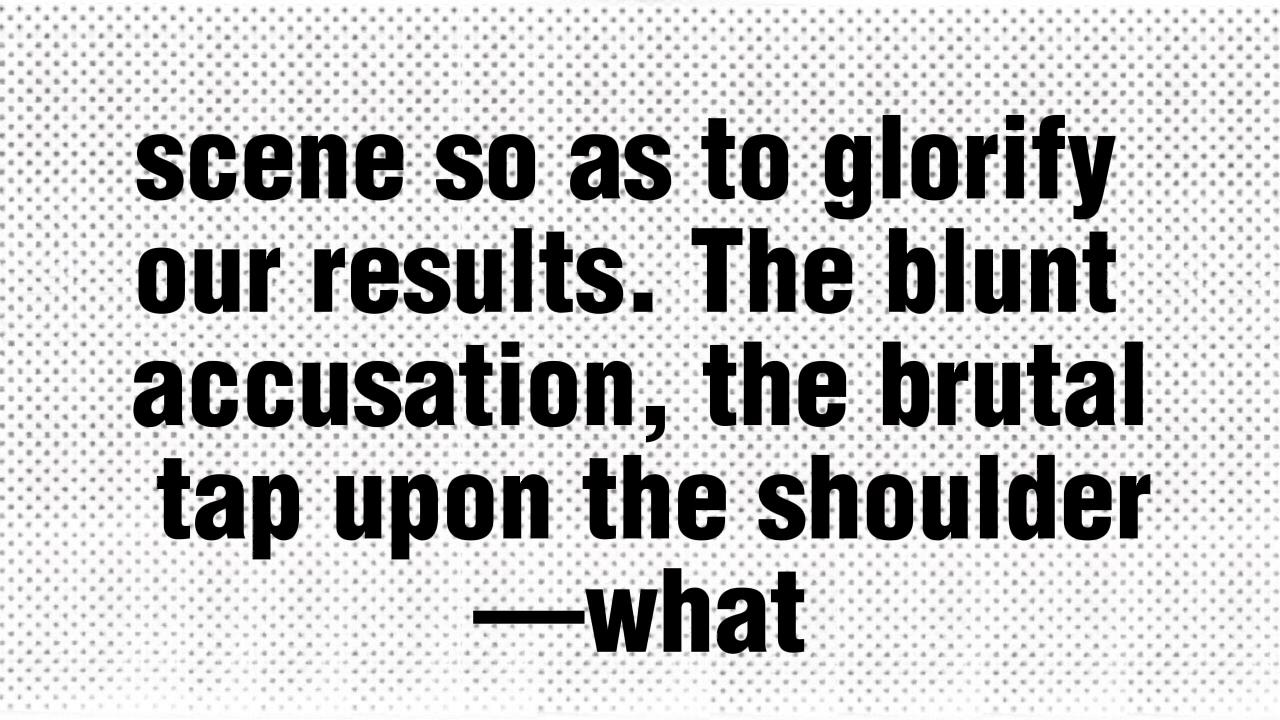 scene so as to glorify
our results. The blunt
accusation, the brutal
tap upon the shoulder
—what